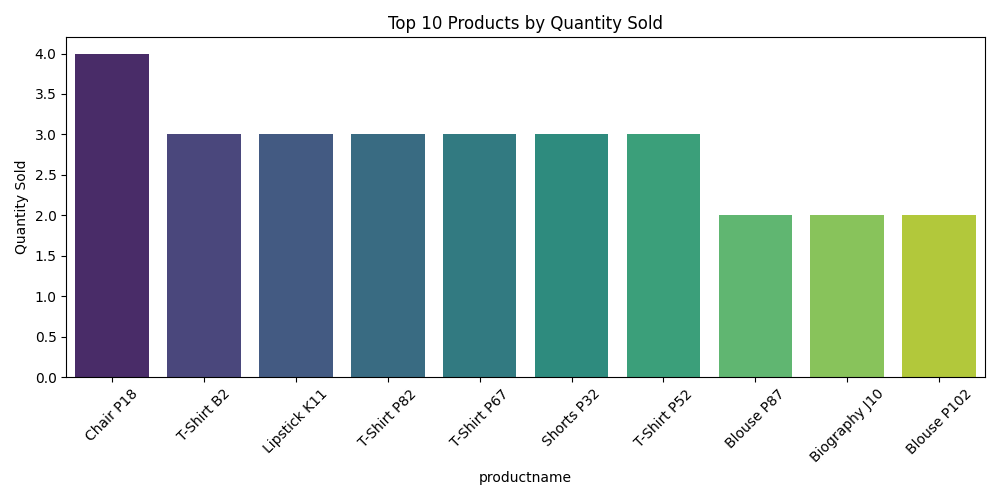 Top 10 Products by Quantity Sold
Quantity Sold
4.0
3.5
3.0
2.5
2.0
1.5
1.0
0.5
0.0
Chair P18
T-Shirt B2
Lipstick K11
T-Shirt P82
T-Shirt P67
Shorts P32
T-Shirt P52
Blouse P87
Biography J10
Blouse P102
productname